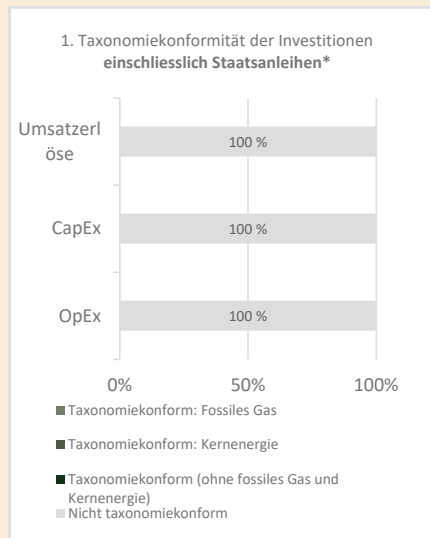 1. Taxonomiekonformität der Investitionen
einschliesslich Staatsanleihen*
Umsatzerl
öse
100 %
CapEx
100 %
OpEx
100 %
0%
50%
100%
Taxonomiekonform: Fossiles Gas
Taxonomiekonform: Kernenergie
Taxonomiekonform (ohne fossiles Gas und
Kernenergie)
Nicht taxonomiekonform